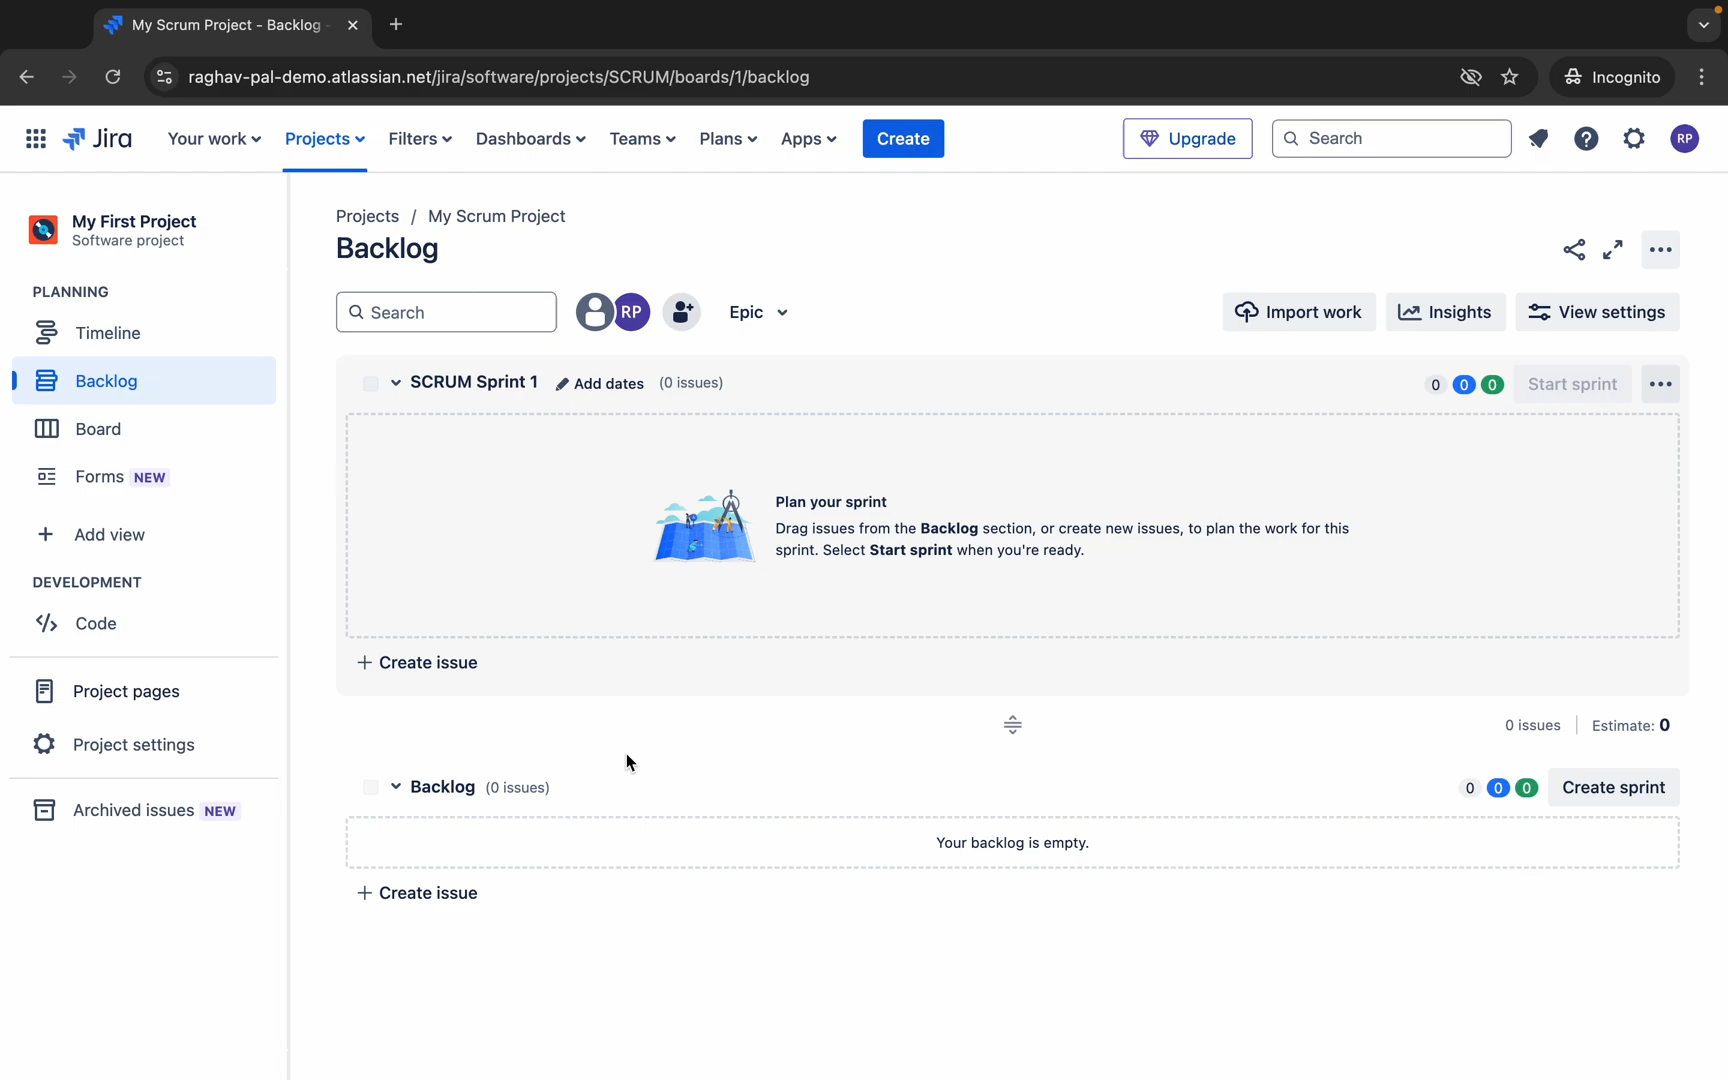 My Scrum Project - Backlog -
raghav-pal-demo.atlassian.net/jira/software/projects/SCRUM/boards/1/backlog
Incognito
Jira
Your work
Projects
Filters
Dashboards
Teams
Plans
Apps
Create
Upgrade
Search
RP
My First Project
Software project
PLANNING
Timeline
Backlog
Board
Forms NEW
Add view
DEVELOPMENT
Code
Project pages
Project settings
Archived issues NEW
Projects / My Scrum Project
Backlog
Search
RP
Epic
Import work
Insights
View settings
SCRUM Sprint 1 Add dates (0 issues)
0 0 0 Start sprint
Plan your sprint
Drag issues from the Backlog section, or create new issues, to plan the work for this
sprint. Select Start sprint when you're ready.
+ Create issue
0 issues Estimate: 0
Backlog (0 issues)
0 0 0 Create sprint
Your backlog is empty.
+ Create issue